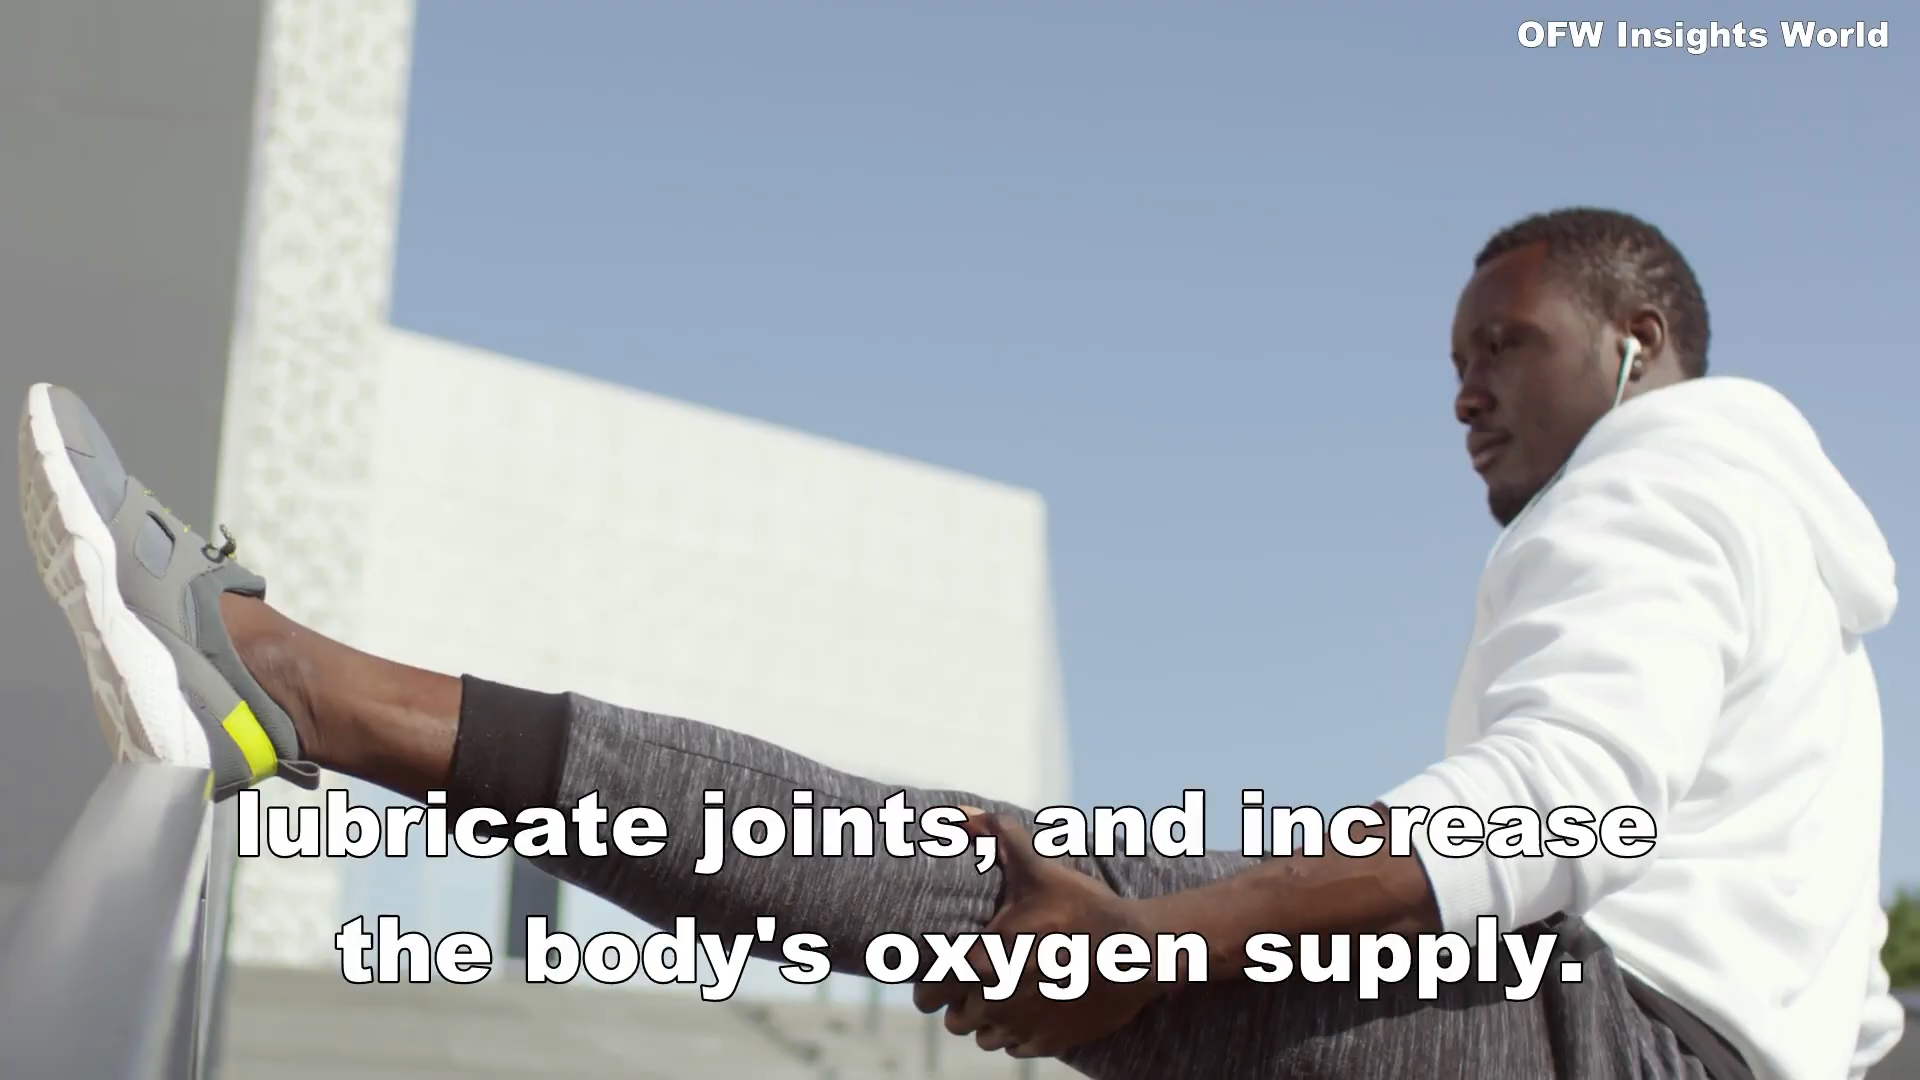 OFW Insights World
lubricate joints, and increase
the body's oxygen supply.